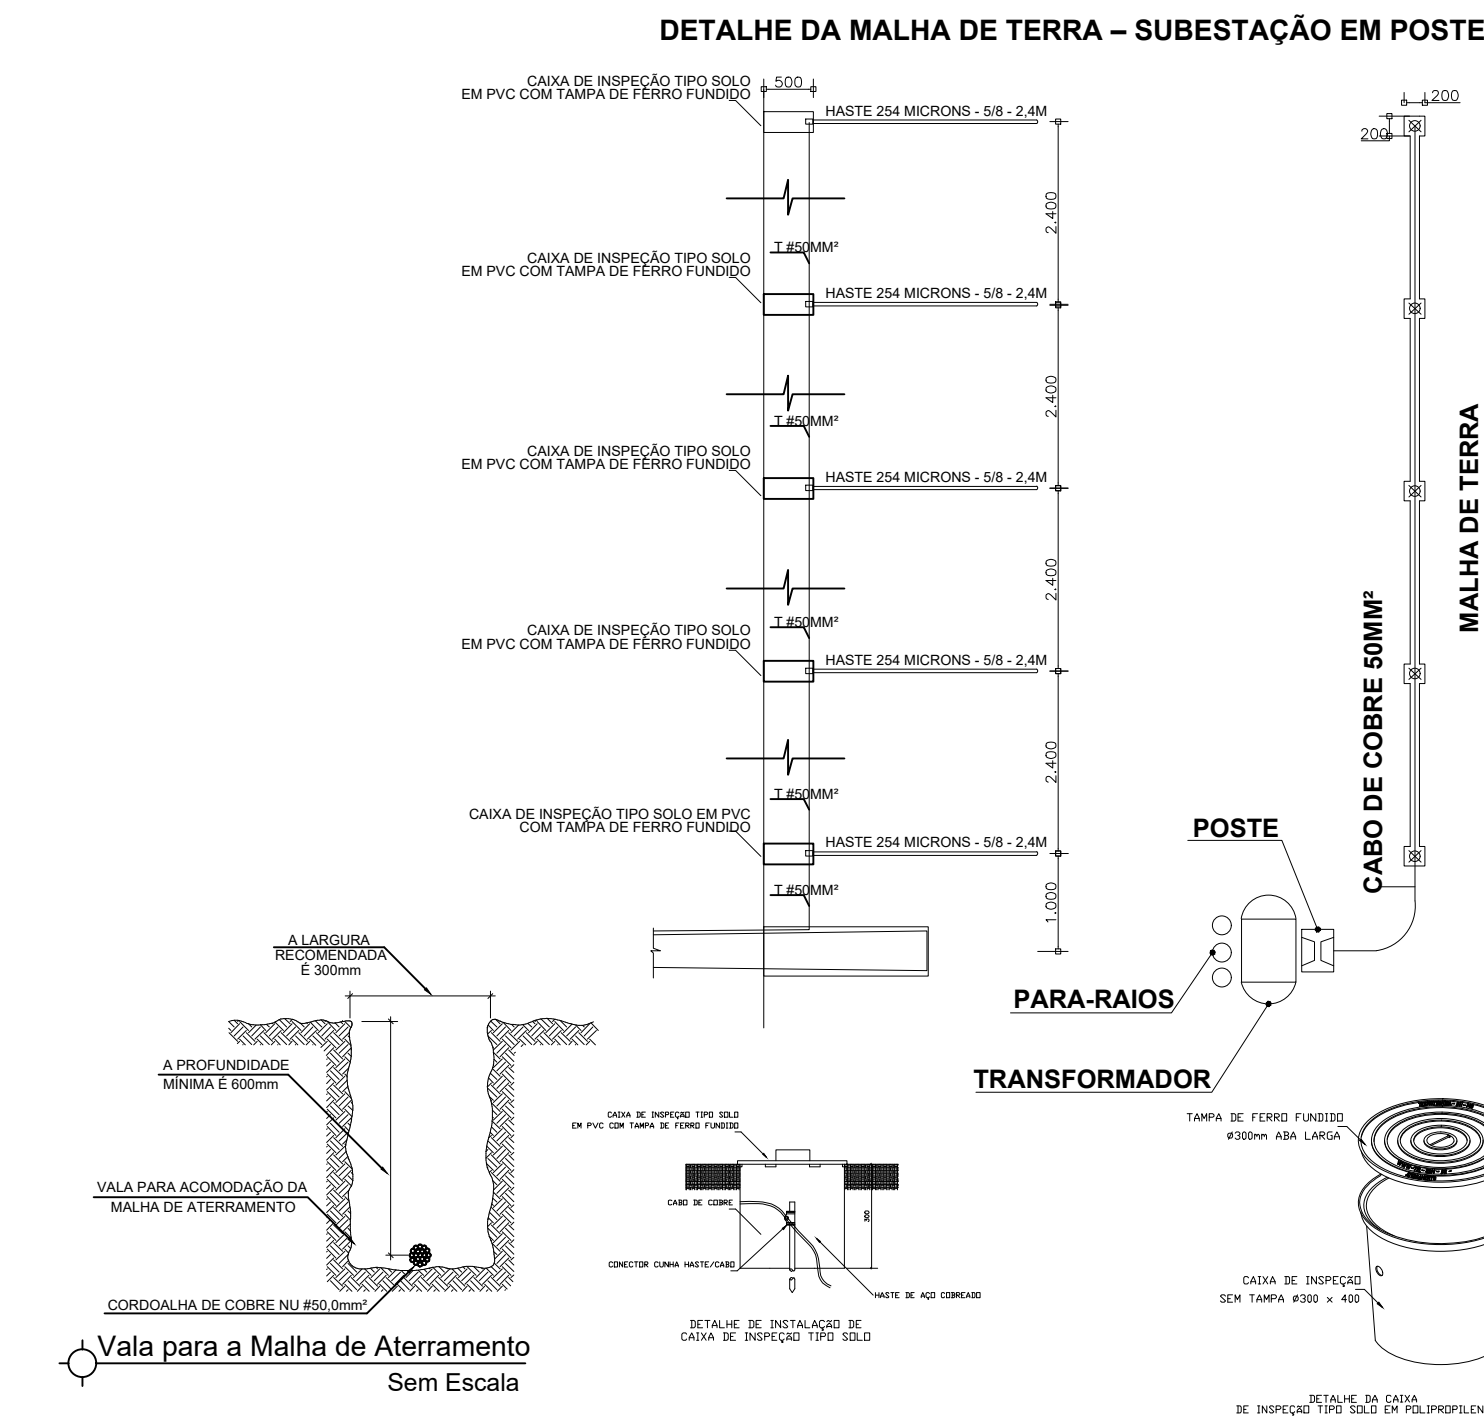 DETALHE DA MALHA DE TERRA – SUBESTAÇÃO EM POSTE
CAIXA DE INSPEÇÃO TIPO SOLO
EM PVC COM TAMPA DE FERRO FUNDIDO
500
HASTE 254 MICRONS - 5/8 - 2,4M
2.400
T #50MM²
CAIXA DE INSPEÇÃO TIPO SOLO
EM PVC COM TAMPA DE FERRO FUNDIDO
HASTE 254 MICRONS - 5/8 - 2,4M
2.400
T #50MM²
CAIXA DE INSPEÇÃO TIPO SOLO
EM PVC COM TAMPA DE FERRO FUNDIDO
HASTE 254 MICRONS - 5/8 - 2,4M
2.400
T #50MM²
CAIXA DE INSPEÇÃO TIPO SOLO
EM PVC COM TAMPA DE FERRO FUNDIDO
HASTE 254 MICRONS - 5/8 - 2,4M
2.400
T #50MM²
CAIXA DE INSPEÇÃO TIPO SOLO EM PVC
COM TAMPA DE FERRO FUNDIDO
HASTE 254 MICRONS - 5/8 - 2,4M
T #50MM²
1.000
200
200
MALHA DE TERRA
CABO DE COBRE 50MM²
POSTE
PARA-RAIOS
TRANSFORMADOR
A LARGURA
RECOMENDADA
É 300mm
A PROFUNDIDADE
MÍNIMA É 600mm
VALA PARA ACOMODAÇÃO DA
MALHA DE ATERRAMENTO
CORDOALHA DE COBRE NU #50,0mm²
Vala para a Malha de Aterramento
Sem Escala
CAIXA DE INSPEÇÃO TIPO SOLO
EM PVC COM TAMPA DE FERRO FUNDIDO
CABO DE COBRE
300
CONECTOR CUNHA HASTE/CABO
HASTE DE AÇO COBREADO
DETALHE DE INSTALAÇÃO DE
CAIXA DE INSPEÇÃO TIPO SOLO
TAMPA DE FERRO FUNDIDO
Ø300mm ABA LARGA
CAIXA DE INSPEÇÃO
SEM TAMPA Ø300 x 400
DETALHE DA CAIXA
DE INSPEÇÃO TIPO SOLO EM POLIPROPILEN